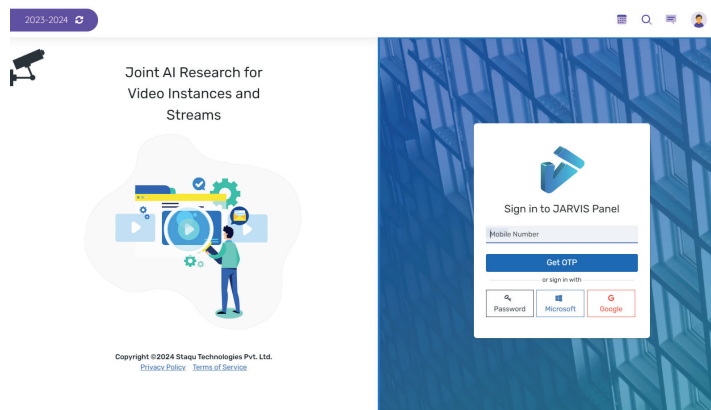 2023-2024
Joint AI Research for
Video Instances and
Streams
Copyright ©2024 Staqu Technologies Pvt. Ltd.
Privacy Policy Terms of Service
Sign in to JARVIS Panel
Mobile Number
Get OTP
or sign in with
Password Microsoft Google